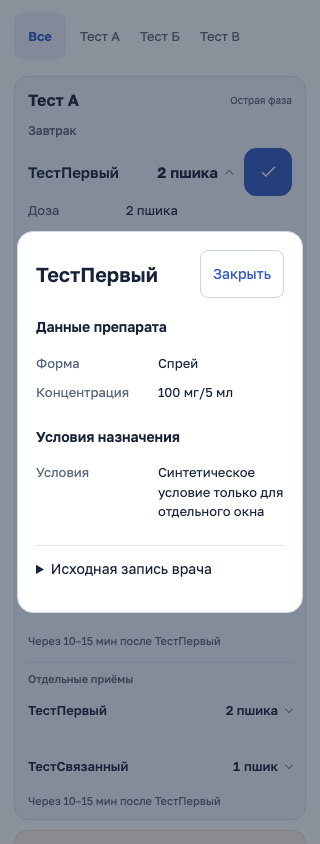 Все Тест А Тест Б Тест В
Тест А Острая фаза
Завтрак
ТестПервый 2 пшика
Доза 2 пшика
ТестПервый Закрыть
Данные препарата
Форма Спрей
Концентрация 100 мг/5 мл
Условия назначения
Условия Синтетическое
условие только для
отдельного окна
Исходная запись врача
Через 10–15 мин после ТестПервый
Отдельные приёмы
ТестПервый 2 пшика
ТестСвязанный 1 пшик
Через 10–15 мин после ТестПервый